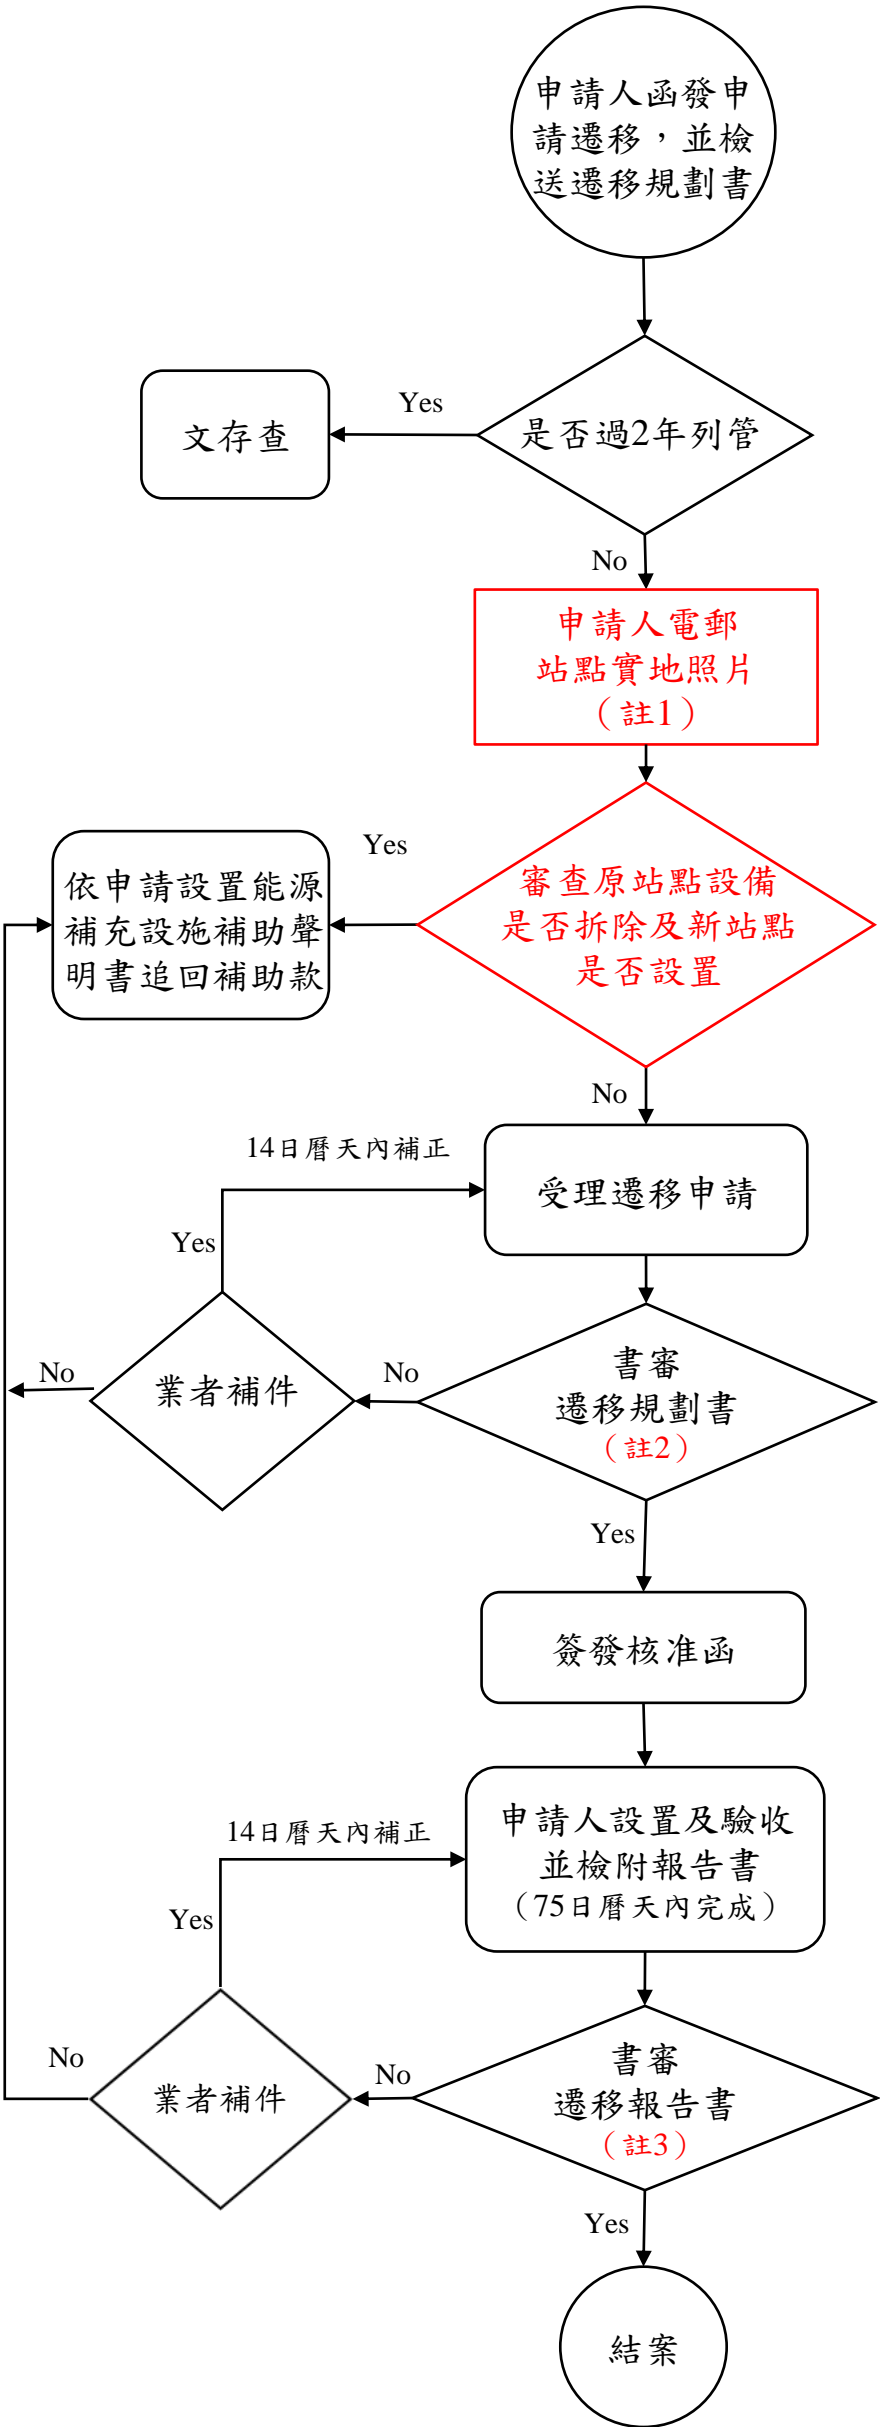 申請人函發申
請遷移，並檢
送遷移規劃書
Yes
文存查
是否過2年列管
No
申請人電郵
站點實地照片
（註1）
Yes
依申請設置能源
補充設施補助聲
明書追回補助款
審查原站點設備
是否拆除及新站點
是否設置
No
14日曆天內補正
受理遷移申請
Yes
No
業者補件
No
書審
遷移規劃書
（註2）
Yes
簽發核准函
14日曆天內補正
申請人設置及驗收
並檢附報告書
（75日曆天內完成）
Yes
No
業者補件
No
書審
遷移報告書
（註3）
Yes
結案